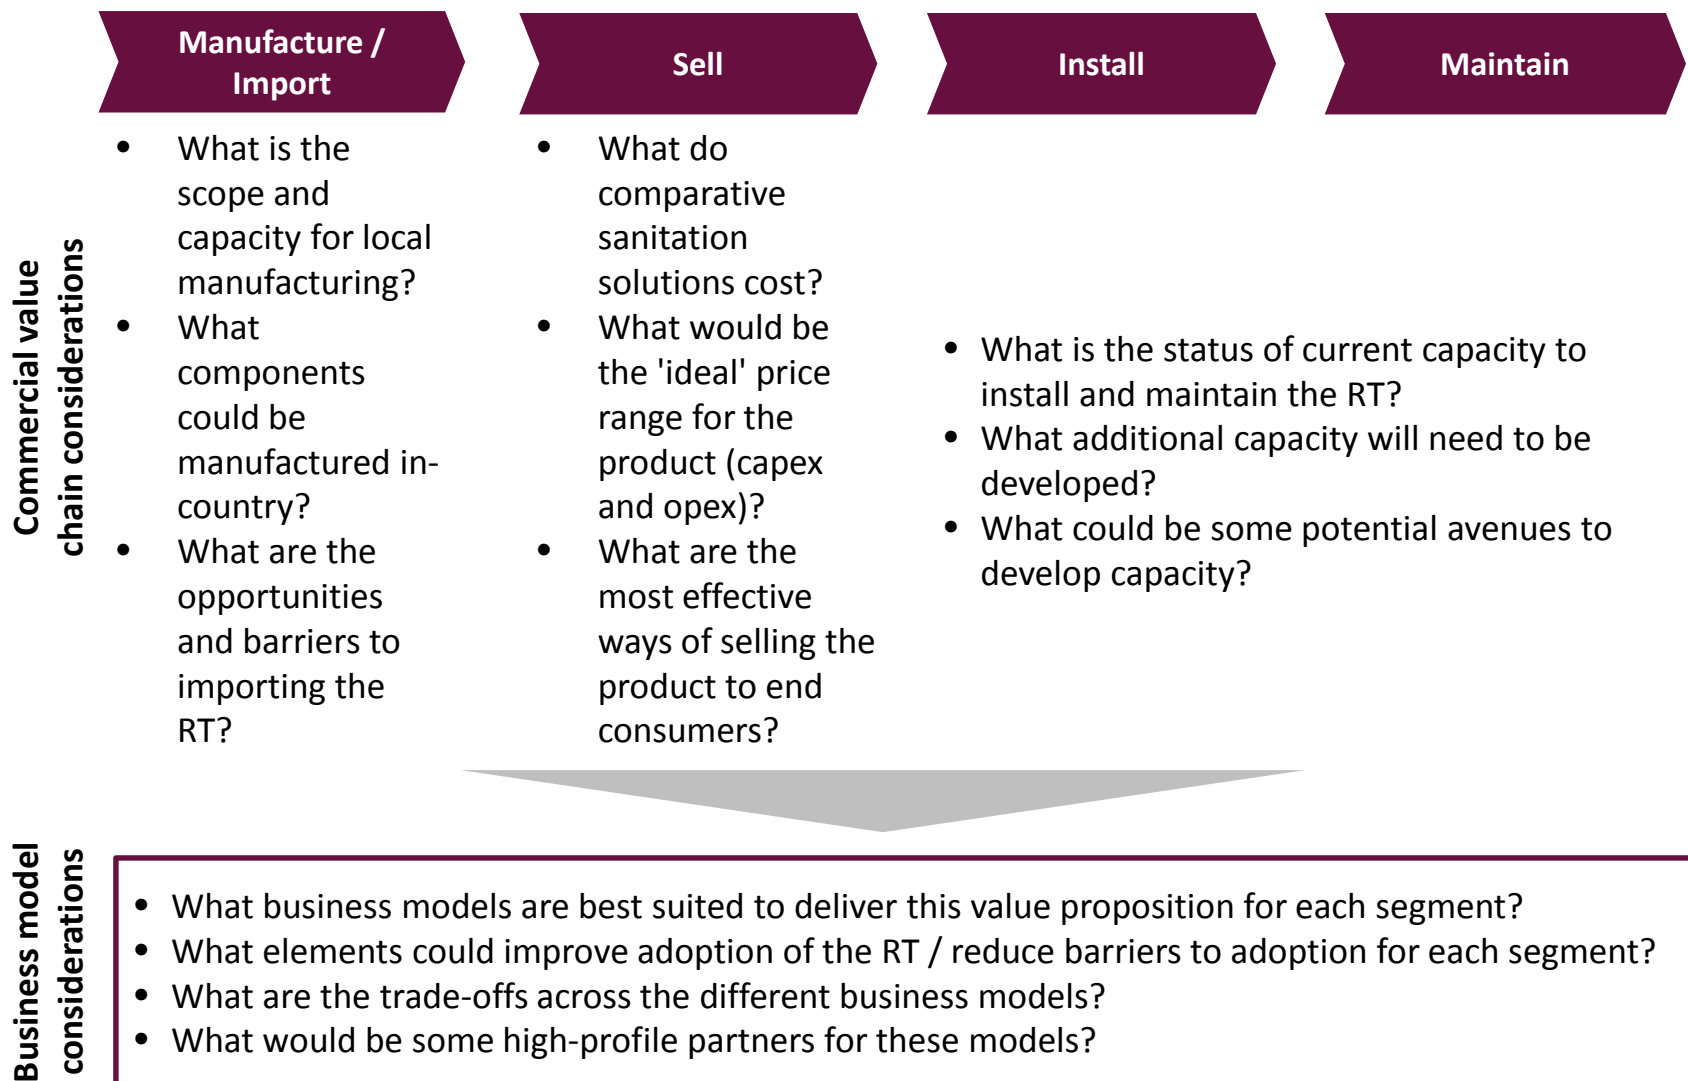 Manufacture /
Import
Sell
Install
Maintain
Commercial value
chain considerations
• What is the
scope and
capacity for local
manufacturing?
• What
components
could be
manufactured in-
country?
• What are the
opportunities
and barriers to
importing the
RT?
• What do
comparative
sanitation
solutions cost?
• What would be
the 'ideal' price
range for the
product (capex
and opex)?
• What are the
most effective
ways of selling the
product to end
consumers?
• What is the status of current capacity to
install and maintain the RT?
• What additional capacity will need to be
developed?
• What could be some potential avenues to
develop capacity?
Business model
considerations
• What business models are best suited to deliver this value proposition for each segment?
• What elements could improve adoption of the RT / reduce barriers to adoption for each segment?
• What are the trade-offs across the different business models?
• What would be some high-profile partners for these models?